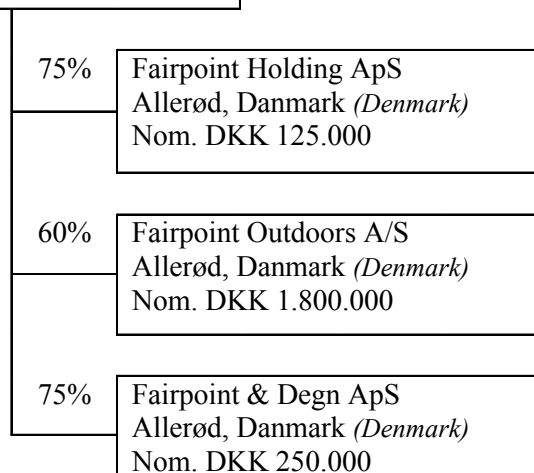 75%
Fairpoint Holding ApS
Allerød, Danmark (Denmark)
Nom. DKK 125.000
60%
Fairpoint Outdoors A/S
Allerød, Danmark (Denmark)
Nom. DKK 1.800.000
75%
Fairpoint & Degn ApS
Allerød, Danmark (Denmark)
Nom. DKK 250.000